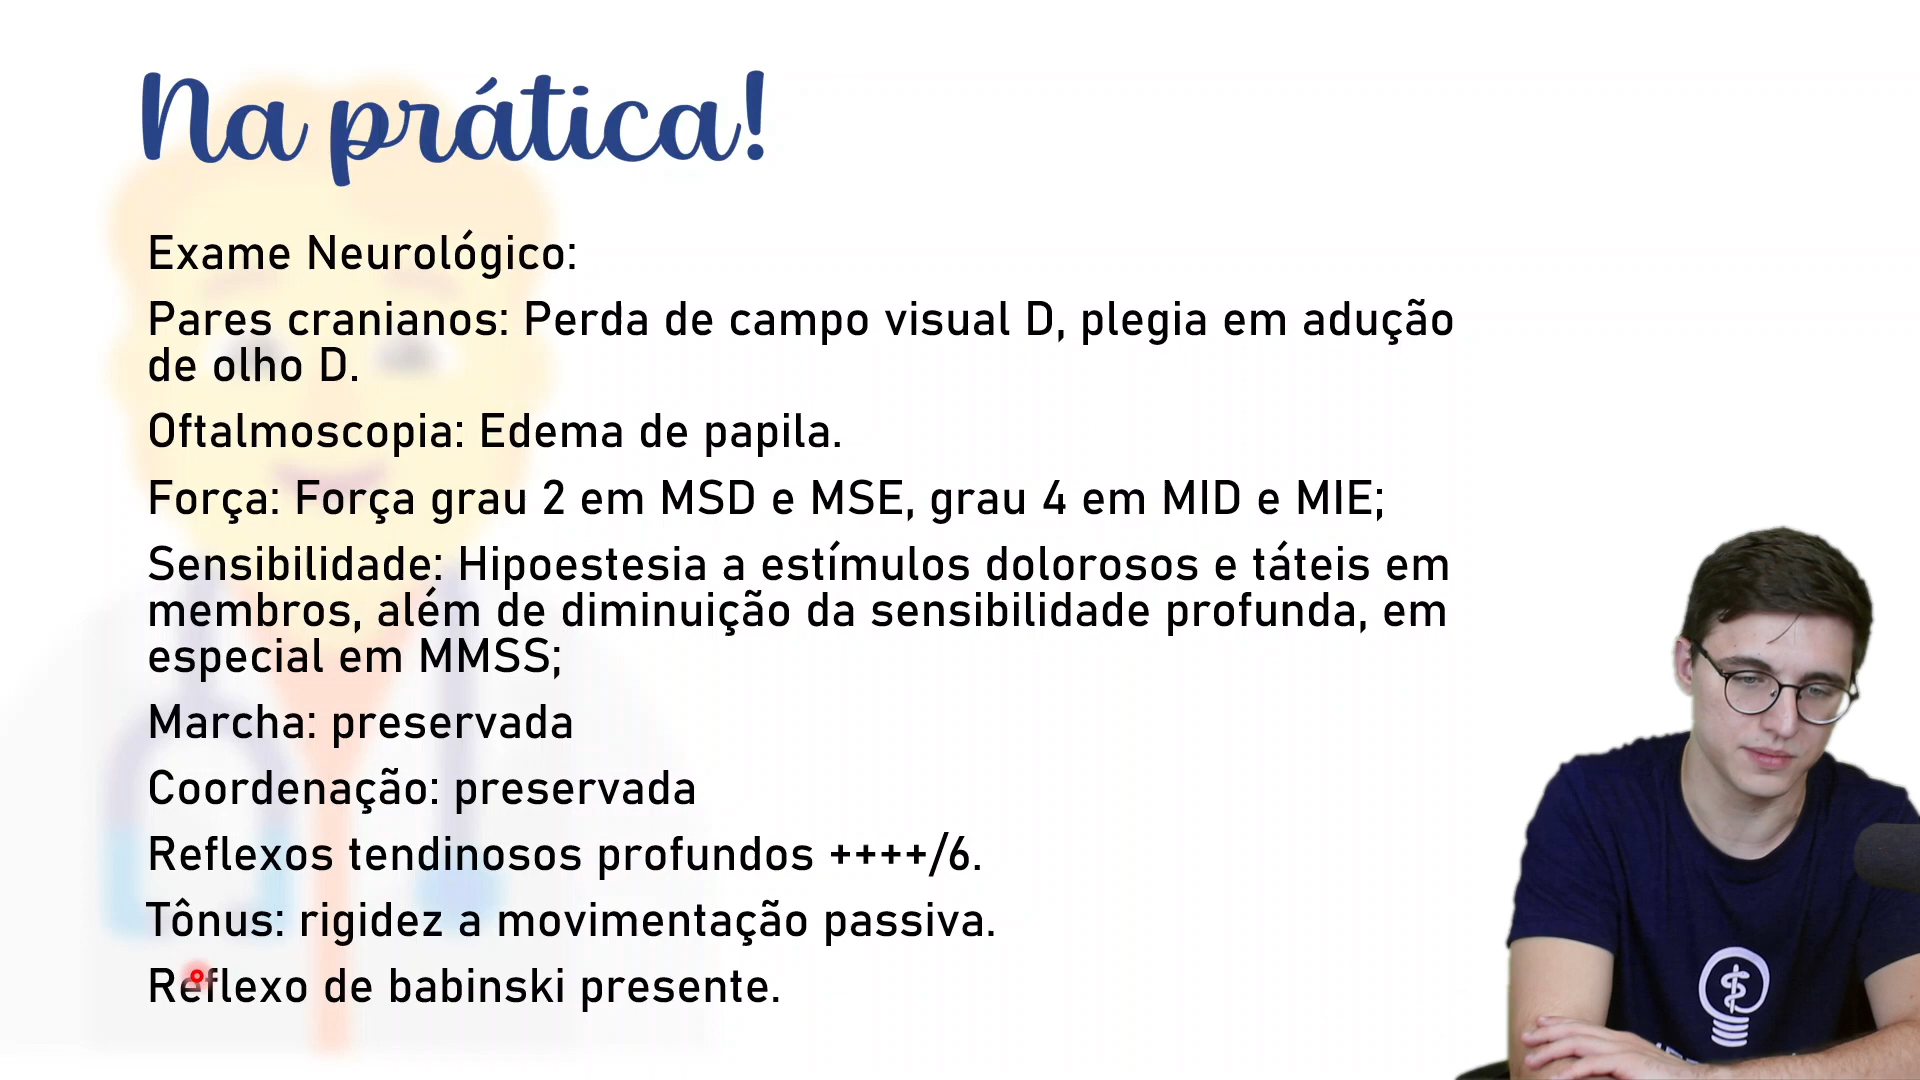 Na prática!
Exame Neurológico:
Pares cranianos: Perda de campo visual D, plegia em adução
de olho D.
Oftalmoscopia: Edema de papila.
Força: Força grau 2 em MSD e MSE, grau 4 em MID e MIE;
Sensibilidade: Hipoestesia a estímulos dolorosos e táteis em
membros, além de diminuição da sensibilidade profunda, em
especial em MMSS;
Marcha: preservada
Coordenação: preservada
Reflexos tendinosos profundos ++++/6.
Tônus: rigidez a movimentação passiva.
Reflexo de babinski presente.